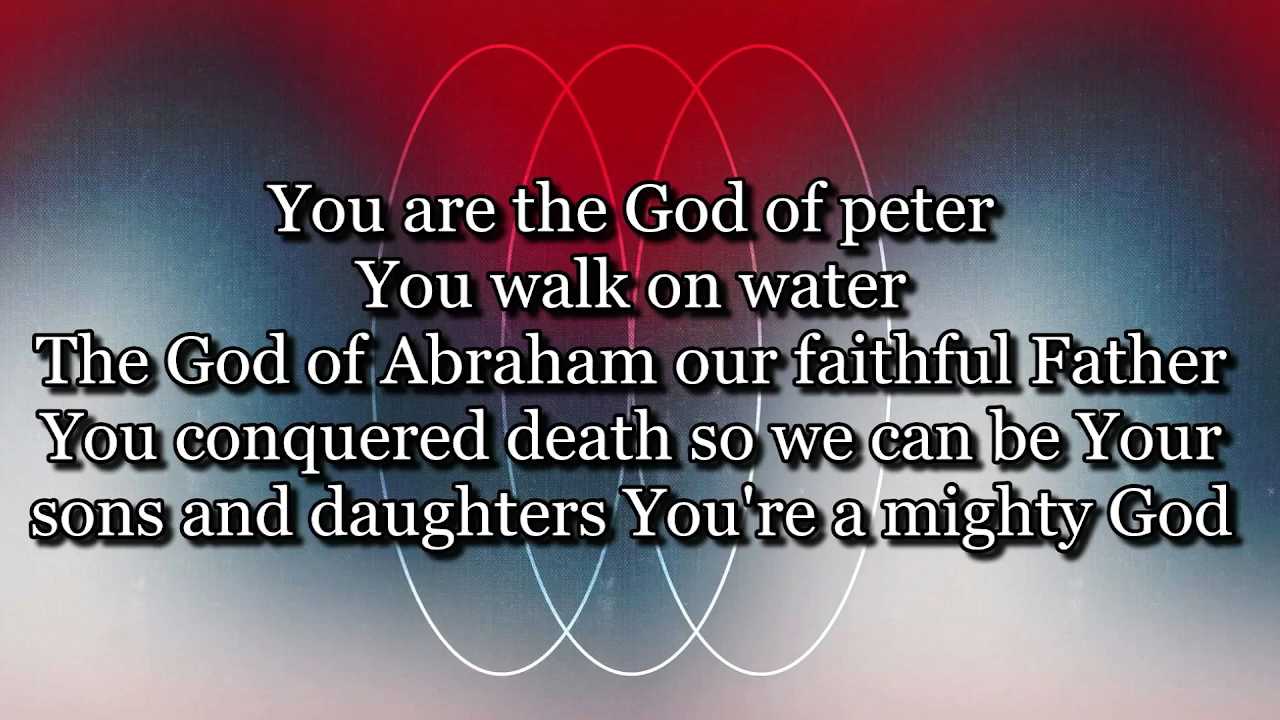 You are the God of peter
You walk on water
The God of Abraham our faithful Father
You conquered death so we can be Your
sons and daughters You're a mighty God